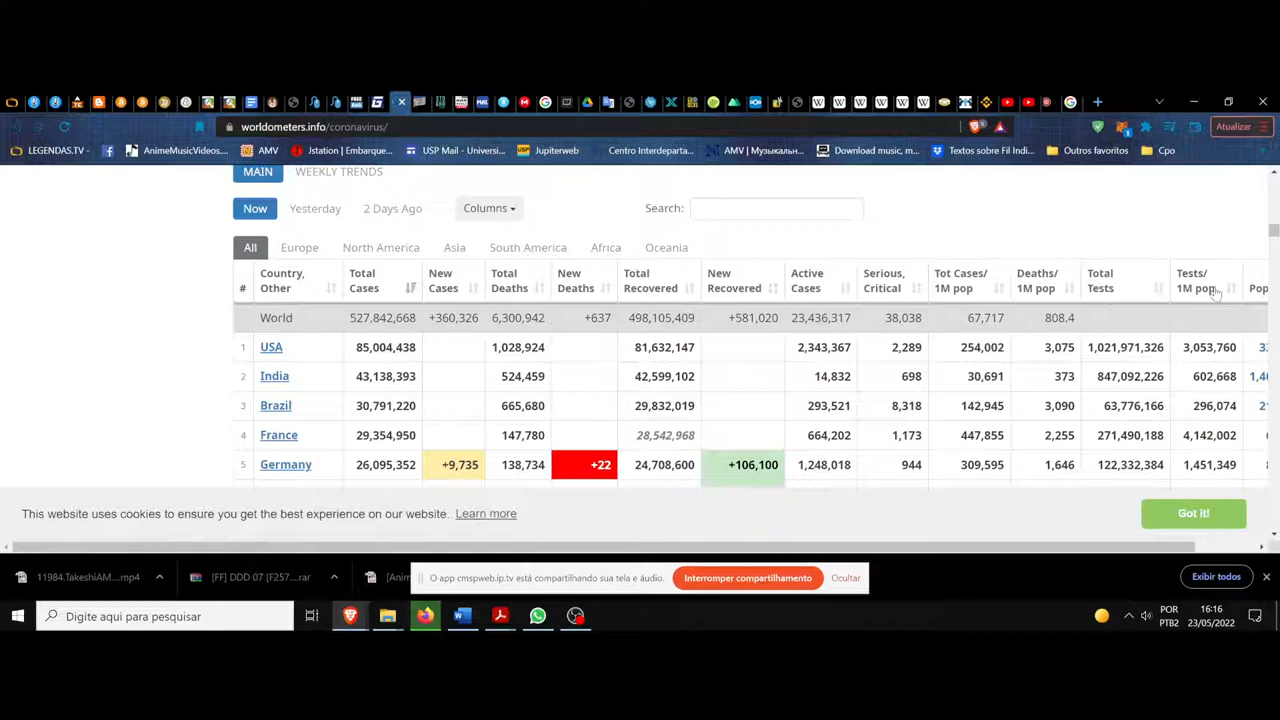 worldometers.info/coronavirus/
Atualizar
LEGENDAS.TV -
AnimeMusicVideos...
AMV
Jstation | Embarque...
USP Mail - Universi...
Jupiterweb
Centro Interdeparta...
AMV | Музыкальн...
Download music, m...
Textos sobre Fil Indi...
Outros favoritos
Cpo
MAIN WEEKLY TRENDS
Now Yesterday 2 Days Ago Columns Search:
All Europe North America Asia South America Africa Oceania
# Country, Other Total Cases New Cases Total Deaths New Deaths Total Recovered New Recovered Active Cases Serious, Critical Tot Cases/ 1M pop Deaths/ 1M pop Total Tests Tests/ 1M pop Pop
World 527,842,668 +360,326 6,300,942 +637 498,105,409 +581,020 23,436,317 38,038 67,717 808.4
1 USA 85,004,438 1,028,924 81,632,147 2,343,367 2,289 254,002 3,075 1,021,971,326 3,053,760
2 India 43,138,393 524,459 42,599,102 14,832 698 30,691 373 847,092,226 602,668
3 Brazil 30,791,220 665,680 29,832,019 293,521 8,318 142,945 3,090 63,776,166 296,074
4 France 29,354,950 147,780 28,542,968 664,202 1,173 447,855 2,255 271,490,188 4,142,002
5 Germany 26,095,352 +9,735 138,734 +22 24,708,600 +106,100 1,248,018 944 309,595 1,646 122,332,384 1,451,349
This website uses cookies to ensure you get the best experience on our website. Learn more Got it!
11984.TakeshiAM....mp4
[FF] DDD 07 [F257....rar
[Ani
O app cmspweb.ip.tv está compartilhando sua tela e áudio. Interromper compartilhamento Ocultar
Exibir todos
Digite aqui para pesquisar
POR
PTB2
16:16
23/05/2022